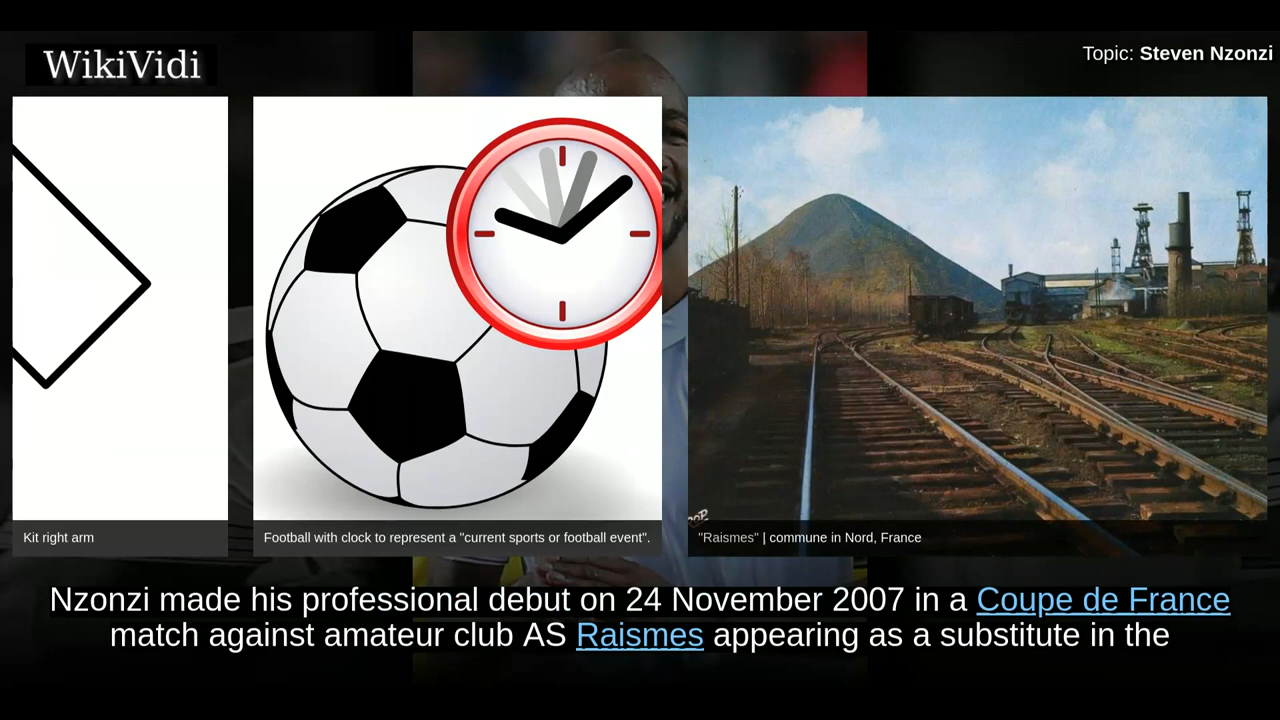 WikiVidi
Topic: Steven Nzonzi
Kit right arm
Football with clock to represent a "current sports or football event".
"Raismes" | commune in Nord, France
Nzonzi made his professional debut on 24 November 2007 in a Coupe de France
match against amateur club AS Raismes appearing as a substitute in the